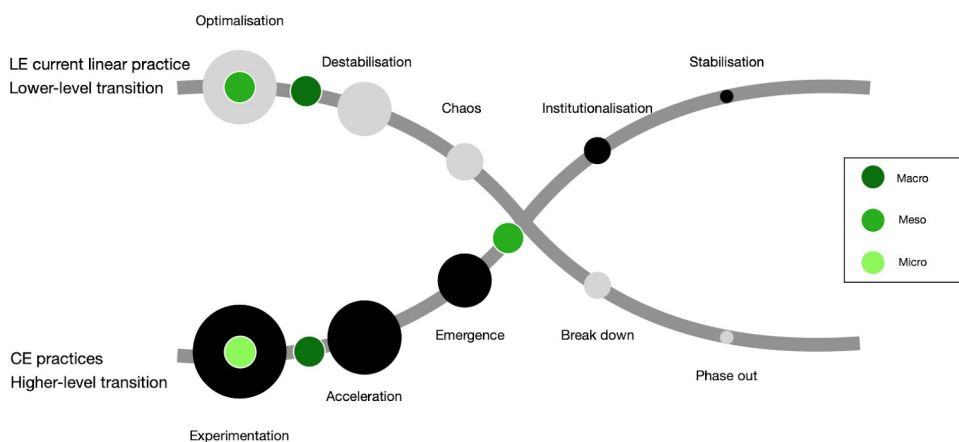 Optimalisation
LE current linear practice
Lower-level transition
Destabilisation
Chaos
Institutionalisation
Stabilisation
Macro
Meso
Micro
CE practices
Higher-level transition
Experimentation
Acceleration
Emergence
Break down
Phase out